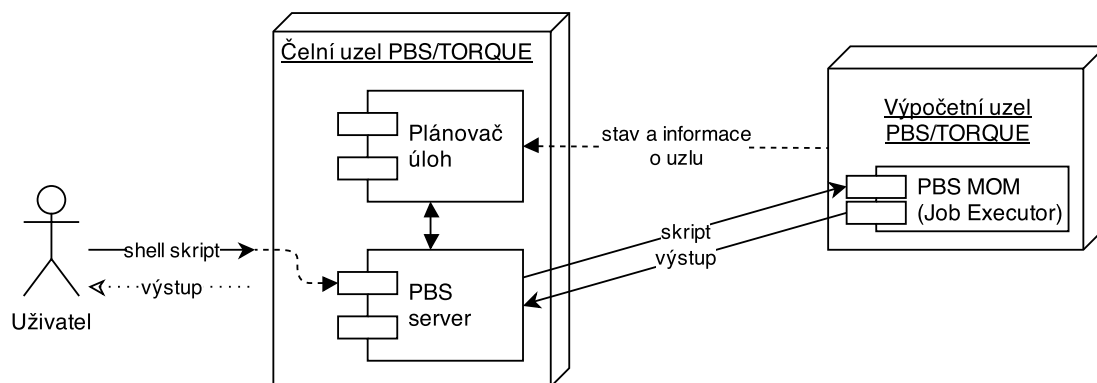 Čelní uzel PBS/TORQUE
Plánovač
úloh
stav a informace
o uzlu
Výpočetní uzel
PBS/TORQUE
PBS MOM
(Job Executor)
skript
výstup
shell skript
výstup
Uživatel
PBS
server